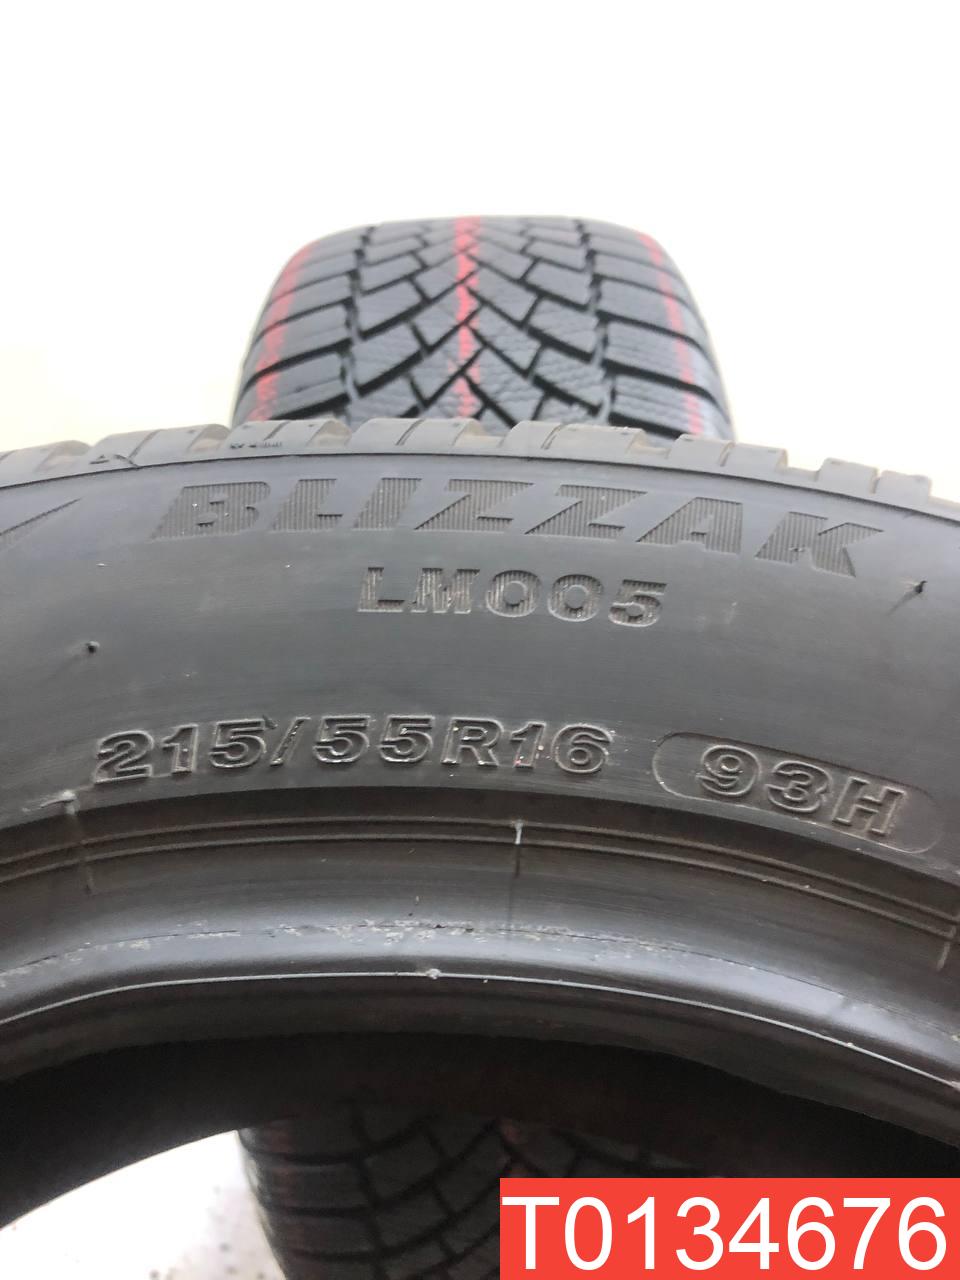 BLIZZAK
LM005
215/55R16 93H
T0134676